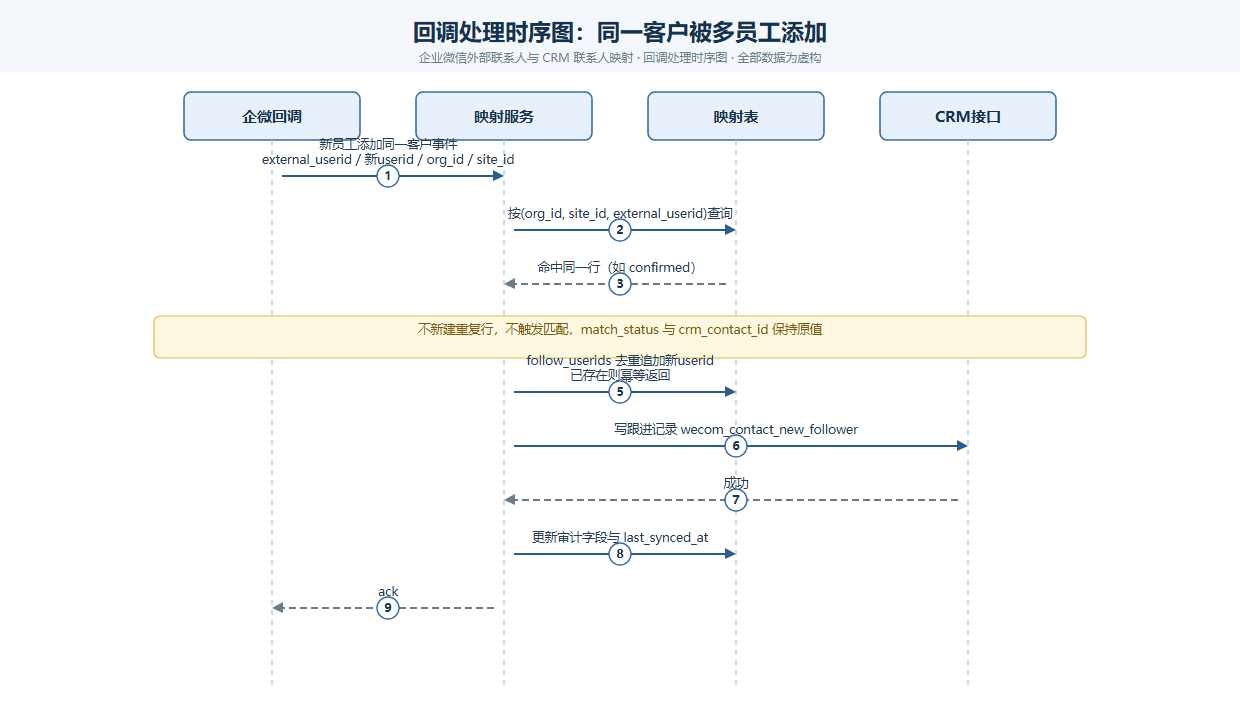 回调处理时序图：同一客户被多员工添加
企业微信外部联系人与 CRM 联系人映射 · 回调处理时序图 · 全部数据为虚构
企微回调
映射服务
映射表
CRM接口
新员工添加同一客户事件
external_userid / 新userid / org_id / site_id
1
按(org_id, site_id, external_userid)查询
2
命中同一行（如 confirmed）
3
不新建重复行，不触发匹配，match_status 与 crm_contact_id 保持原值
follow_userids 去重追加新userid
已存在则幂等返回
5
写跟进记录 wecom_contact_new_follower
6
成功
7
更新审计字段与 last_synced_at
8
ack
9